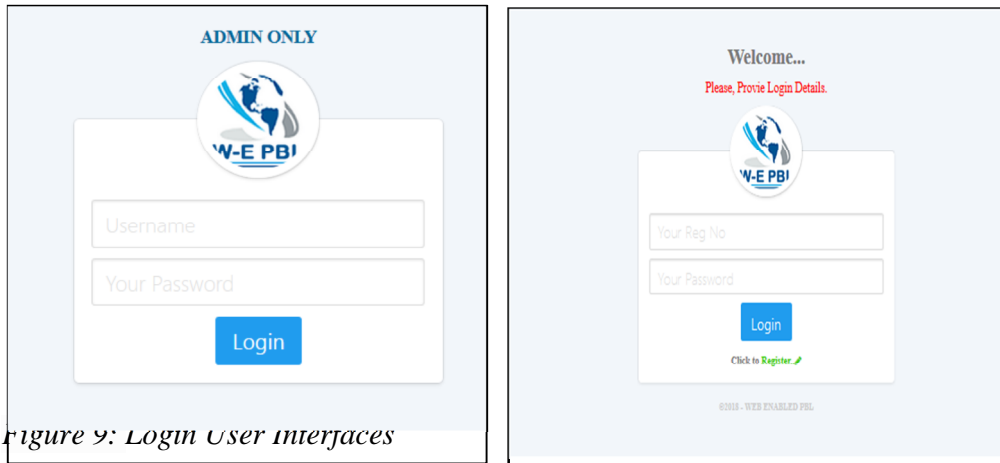 ADMIN ONLY
W-E PBL
Username
Your Password
Login
Welcome...
Please, Provie Login Details.
W-E PBL
Your Reg No
Your Password
Login
Click to Register.
©2018 - WEB ENABLED PBL
Figure 9: Login User Interfaces